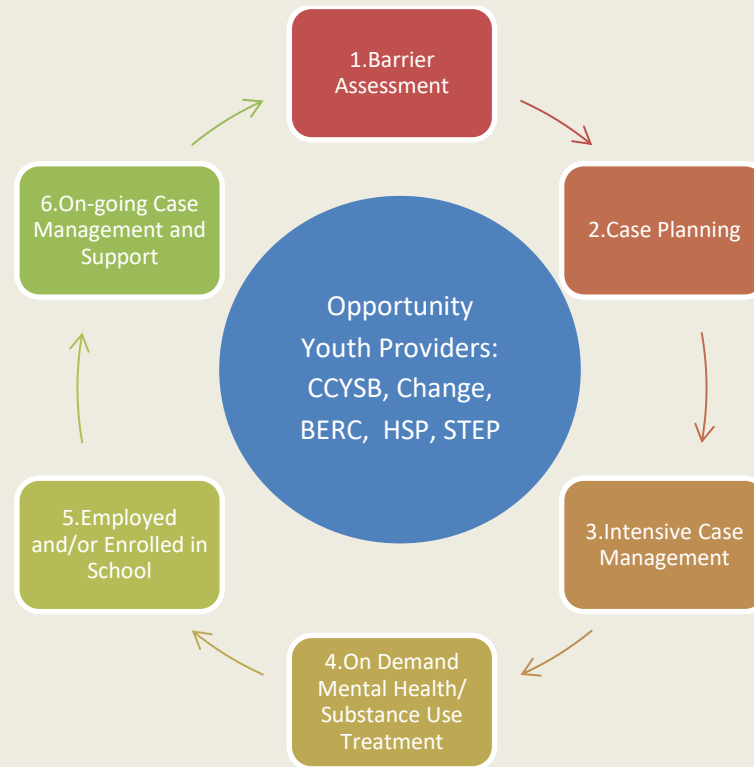 1.Barrier
Assessment
2.Case Planning
3.Intensive Case
Management
4.On Demand
Mental Health/
Substance Use
Treatment
5.Employed
and/or Enrolled in
School
6.On-going Case
Management and
Support
Opportunity
Youth Providers:
CCYSB, Change,
BERC, HSP, STEP